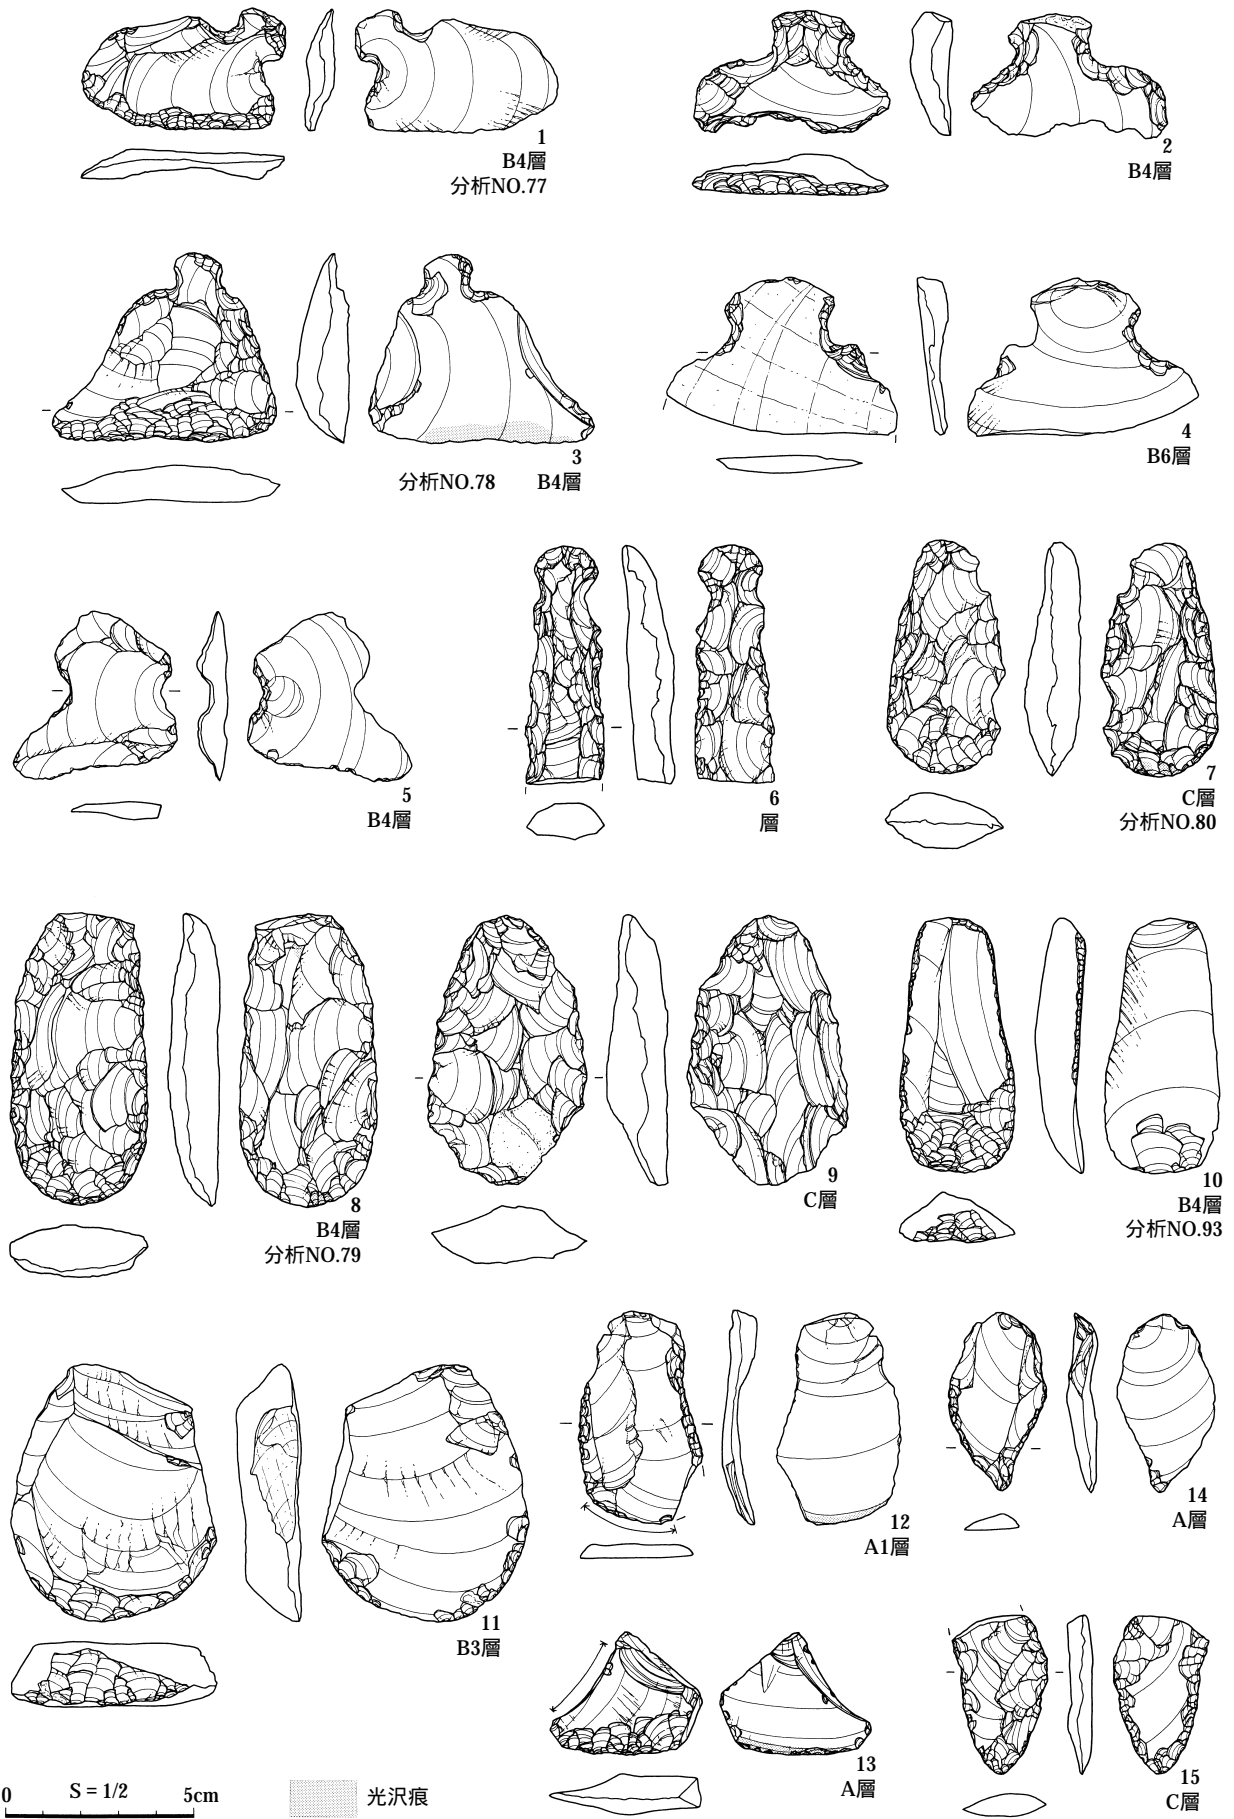 1
B4層
分析NO.77
2
B4層
3
分析NO.78 B4層
4
B6層
5
B4層
6
層
7
C層
分析NO.80
8
B4層
分析NO.79
9
C層
10
B4層
分析NO.93
11
B3層
12
A1層
14
A層
13
A層
15
C層
0 S = 1/2 5cm
光沢痕